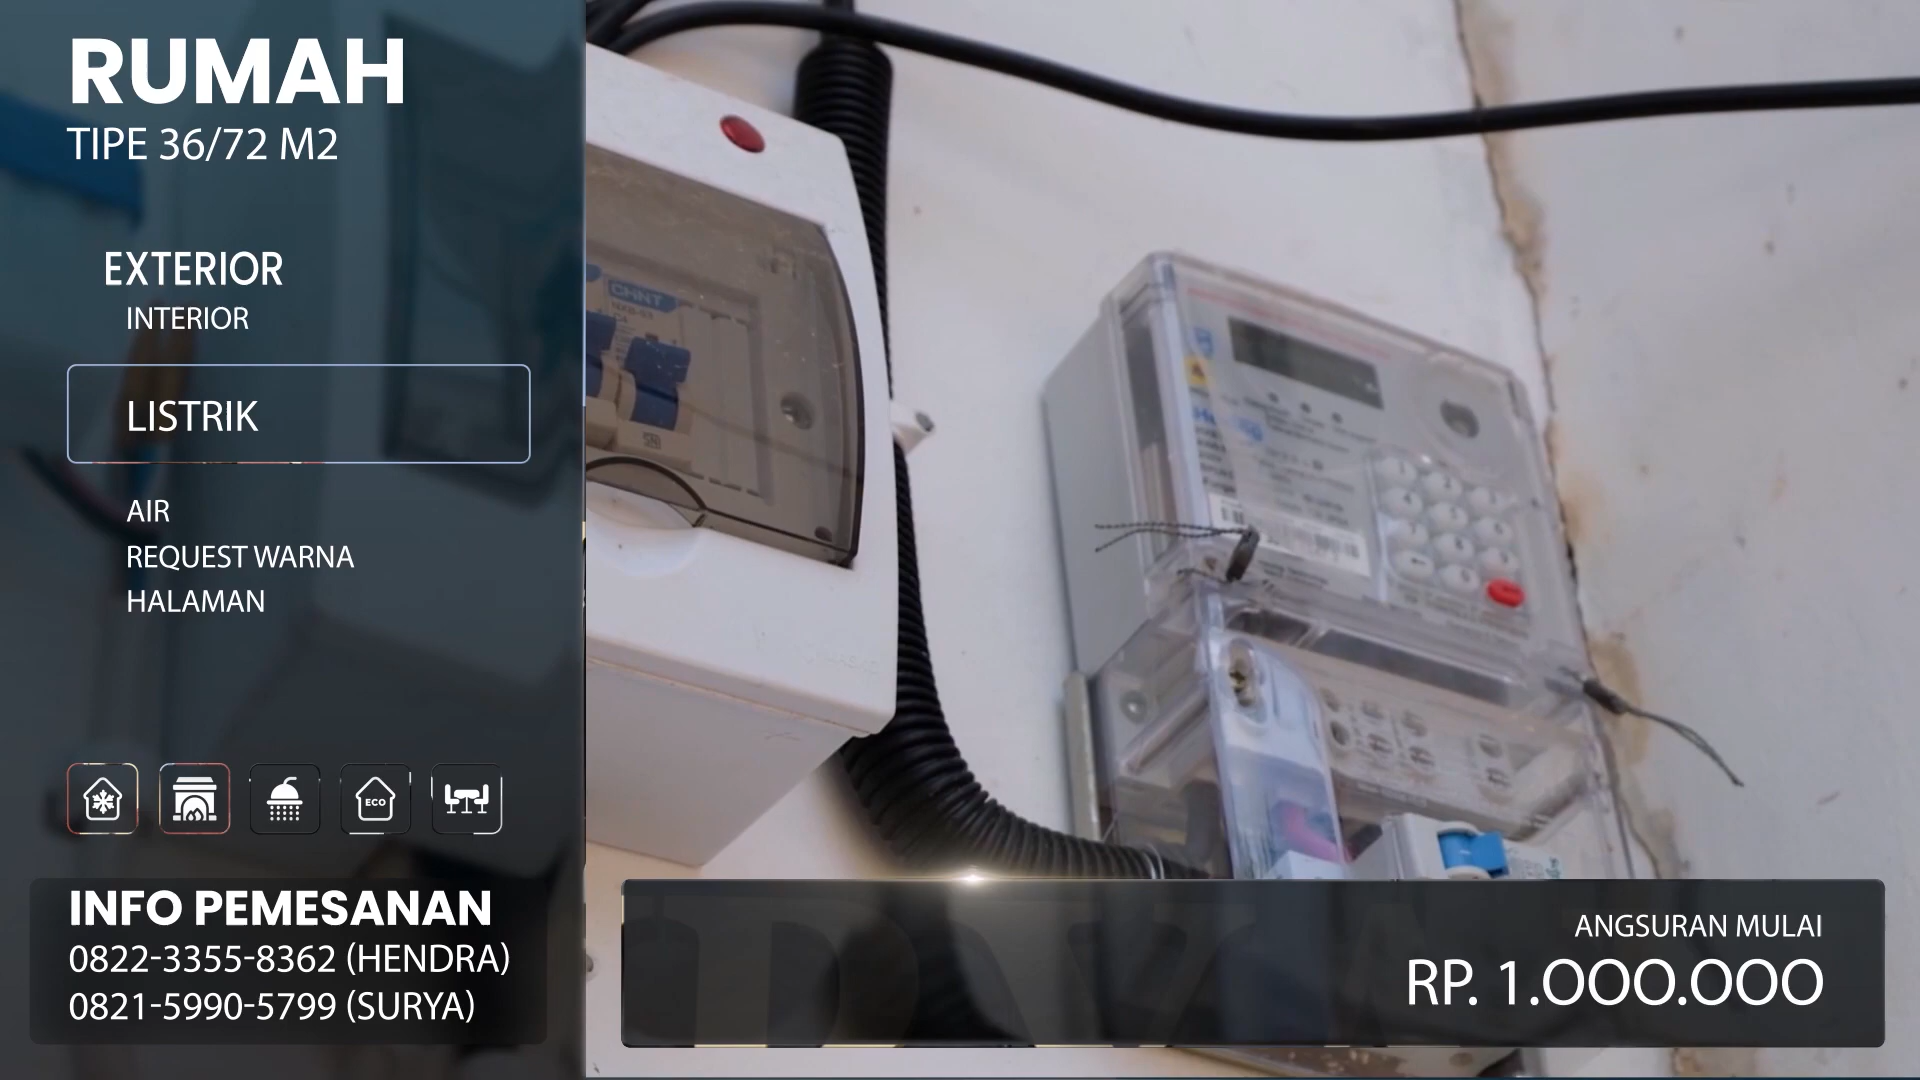 RUMAH
TIPE 36/72 M2
EXTERIOR
INTERIOR
LISTRIK
AIR
REQUEST WARNA
HALAMAN
ECO
INFO PEMESANAN
0822-3355-8362 (HENDRA)
0821-5990-5799 (SURYA)
CHNT
ANGSURAN MULAI
RP. 1.000.000